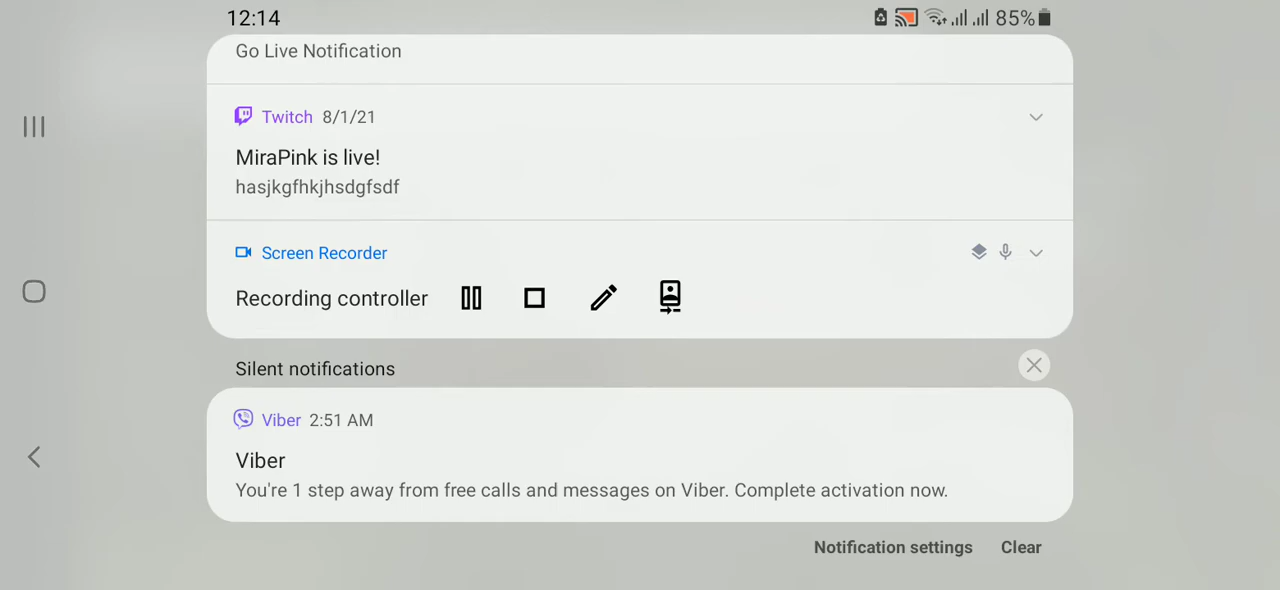 12:14
85%
Go Live Notification
Twitch 8/1/21
MiraPink is live!
hasjkgfhkjhsdgfsdf
Screen Recorder
Recording controller
Silent notifications
Viber 2:51 AM
Viber
You're 1 step away from free calls and messages on Viber. Complete activation now.
Notification settings Clear